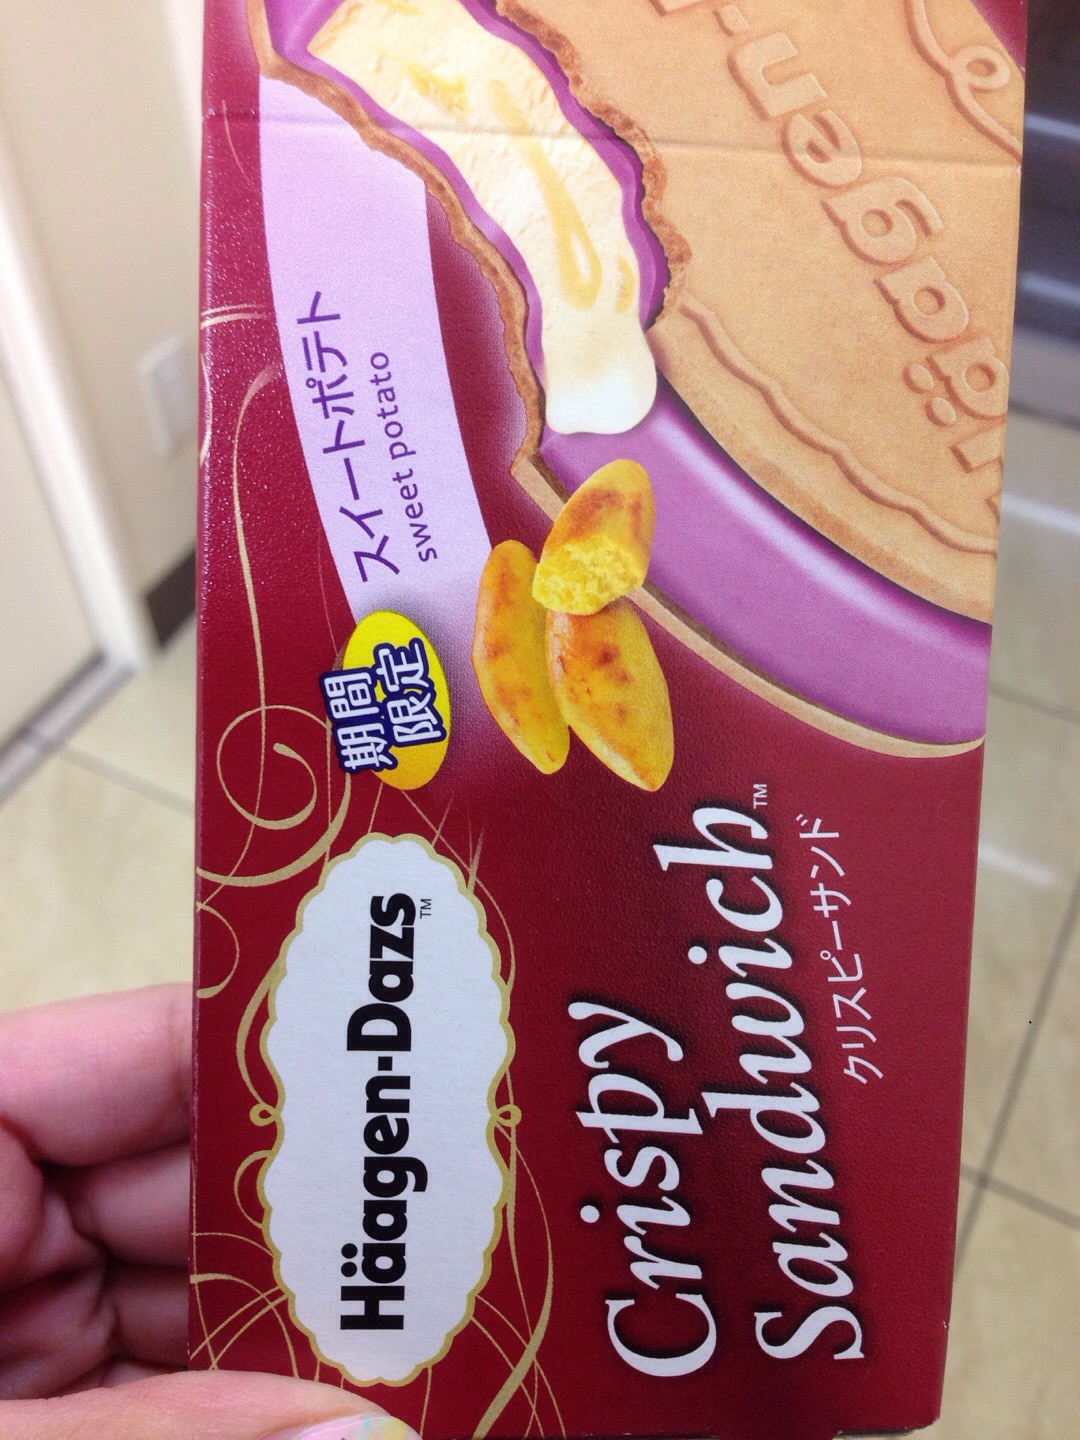 Häagen-Dazs™
期間
限定
スイートポテト
sweet potato
Crispy
Sandwich™
クリスピーサンド
Häagen-D